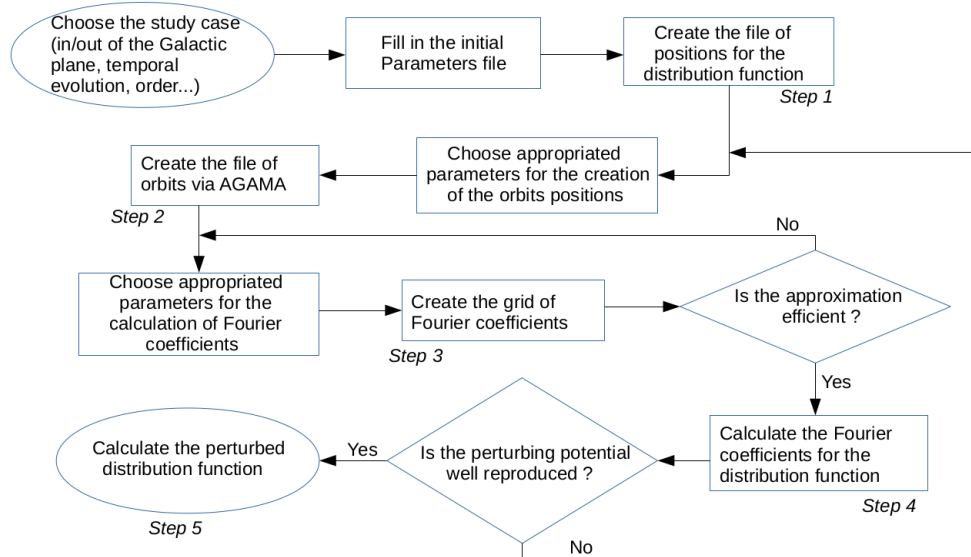 Choose the study case
(in/out of the Galactic
plane, temporal
evolution, order...)
Fill in the initial
Parameters file
Create the file of
positions for the
distribution function
Step 1
Choose appropriated
parameters for the creation
of the orbits positions
Create the file of
orbits via AGAMA
Step 2
No
Choose appropriated
parameters for the
calculation of Fourier
coefficients
Create the grid of
Fourier coefficients
Step 3
Is the approximation
efficient ?
Yes
Calculate the Fourier
coefficients for the
distribution function
Step 4
Is the perturbing potential
well reproduced ?
Yes
Calculate the perturbed
distribution function
Step 5
No